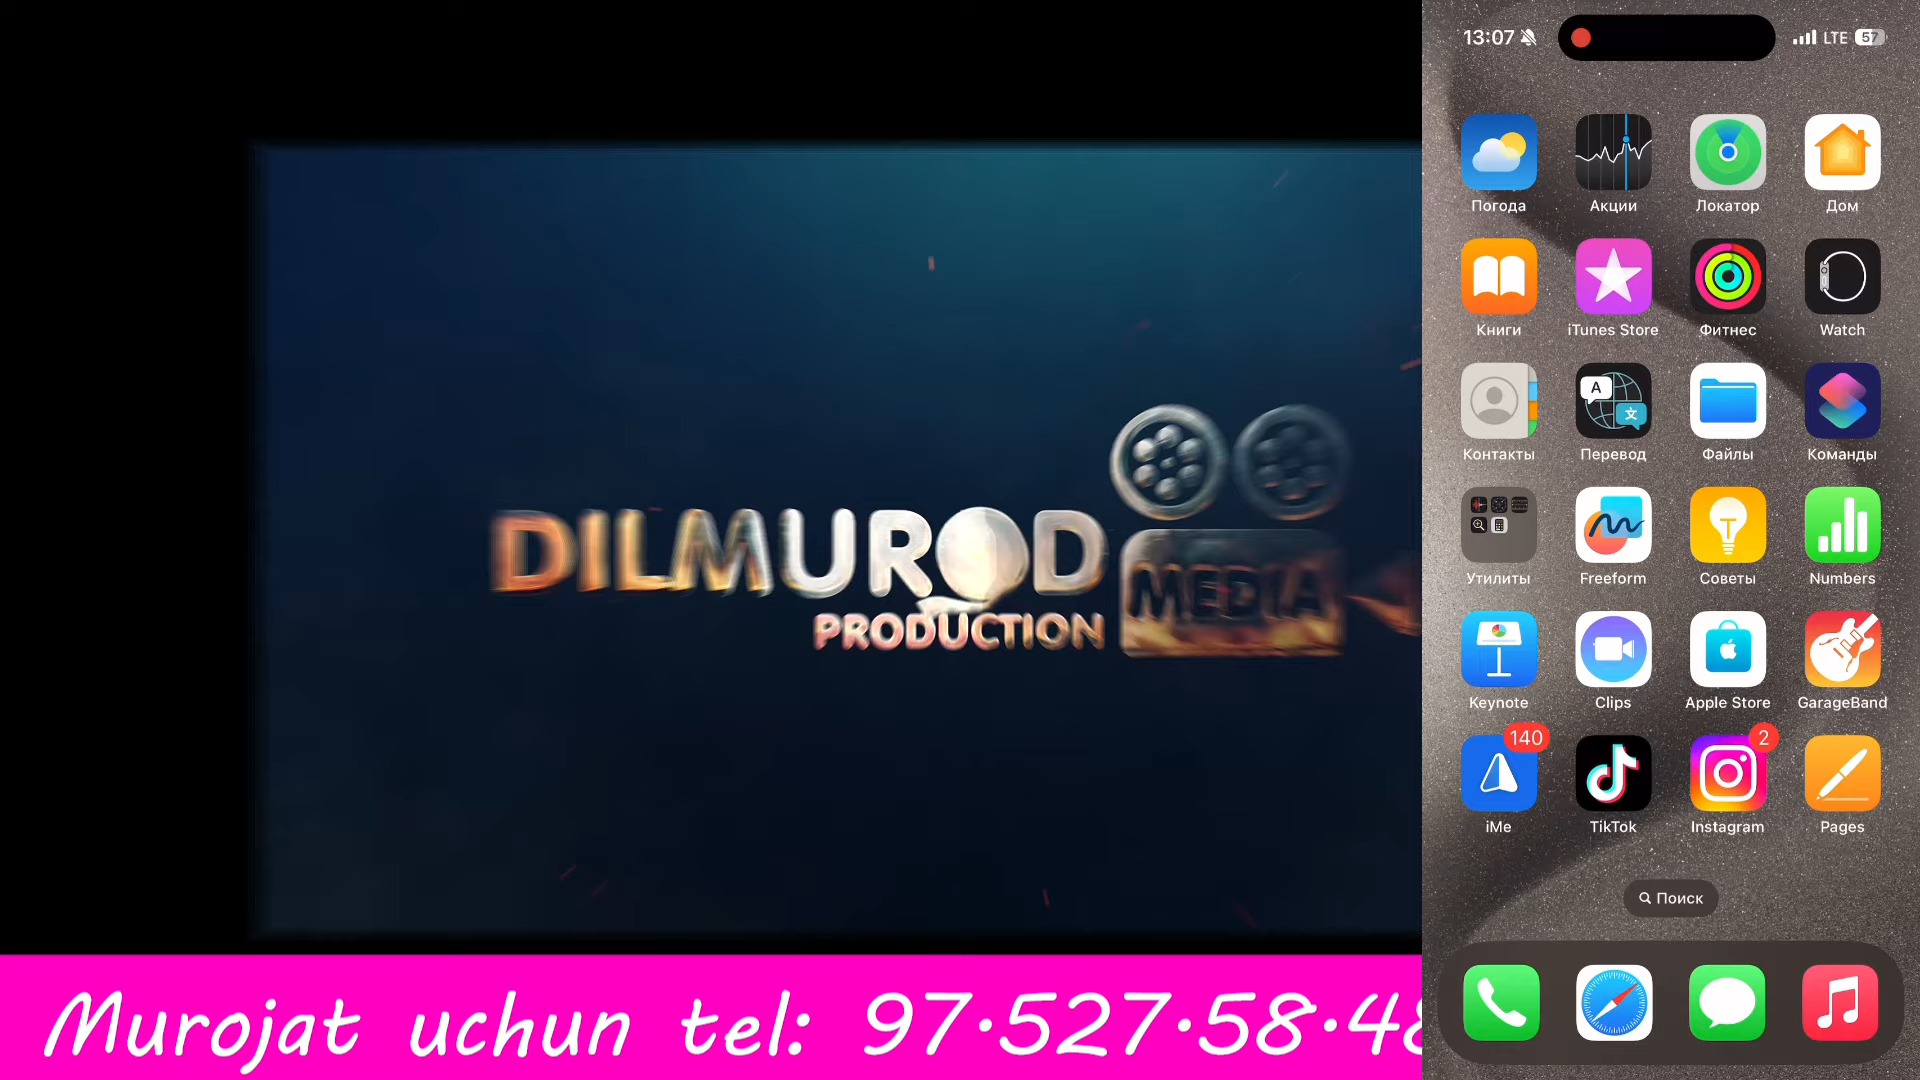 DILMUROD
PRODUCTION
MEDIA
Murojat uchun tel: 97·527·58·48
13:07
LTE 57
Погода Акции Локатор Дом
Книги iTunes Store Фитнес Watch
Контакты Перевод Файлы Команды
Утилиты Freeform Советы Numbers
Keynote Clips Apple Store GarageBand
140 2
iMe TikTok Instagram Pages
Поиск